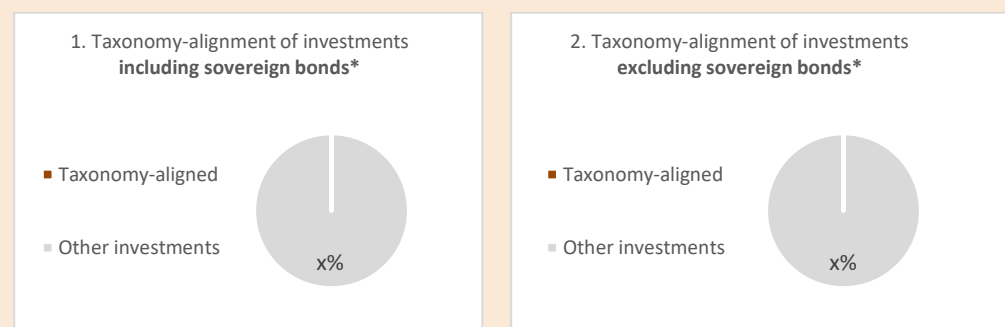 1. Taxonomy-alignment of investments
including sovereign bonds*
Taxonomy-aligned
Other investments
x%
2. Taxonomy-alignment of investments
excluding sovereign bonds*
Taxonomy-aligned
Other investments
x%